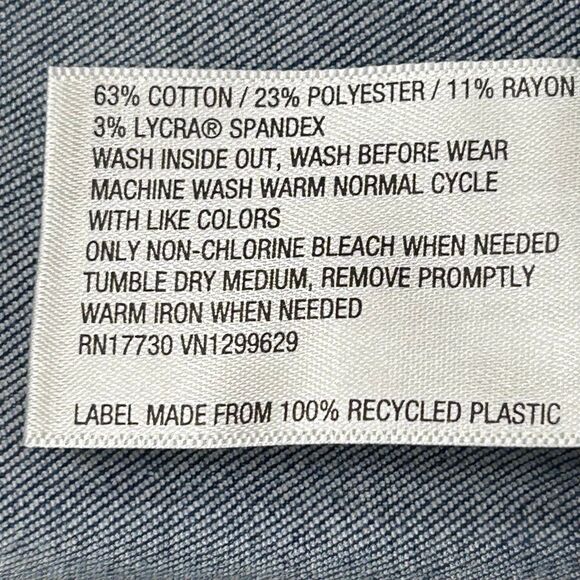 63% COTTON / 23% POLYESTER / 11% RAYON
3% LYCRA® SPANDEX
WASH INSIDE OUT, WASH BEFORE WEAR
MACHINE WASH WARM NORMAL CYCLE
WITH LIKE COLORS
ONLY NON-CHLORINE BLEACH WHEN NEEDED
TUMBLE DRY MEDIUM, REMOVE PROMPTLY
WARM IRON WHEN NEEDED
RN17730 VN1299629
LABEL MADE FROM 100% RECYCLED PLASTIC